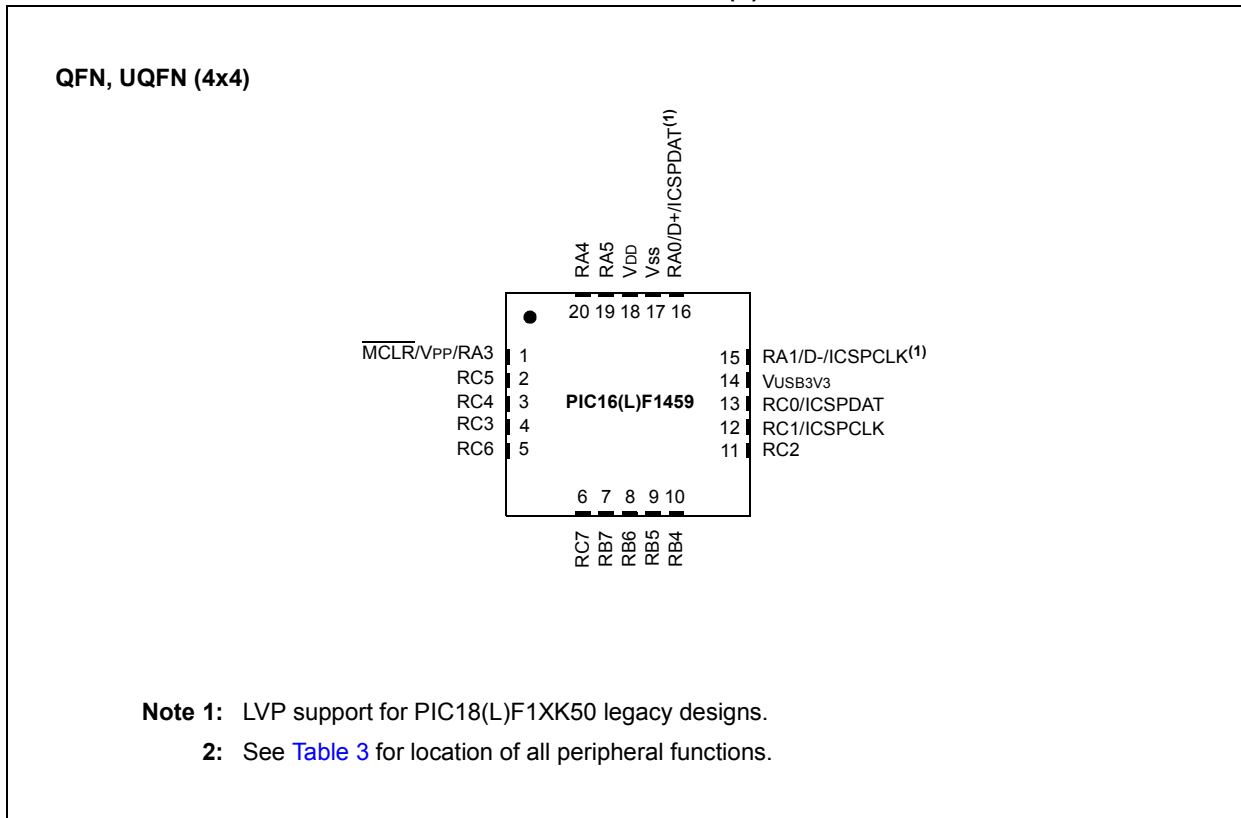 QFN, UQFN (4x4)
RA4
RA5
VDD
Vss
RA0/D+/ICSPDAT(1)
20 19 18 17 16
MCLR/VPP/RA3 1
RC5 2
RC4 3
RC3 4
RC6 5
PIC16(L)F1459
15 RA1/D-/ICSPCLK(1)
14 VUSB3V3
13 RC0/ICSPDAT
12 RC1/ICSPCLK
11 RC2
6 7 8 9 10
RC7
RB7
RB6
RB5
RB4
Note 1: LVP support for PIC18(L)F1XK50 legacy designs.
2: See Table 3 for location of all peripheral functions.